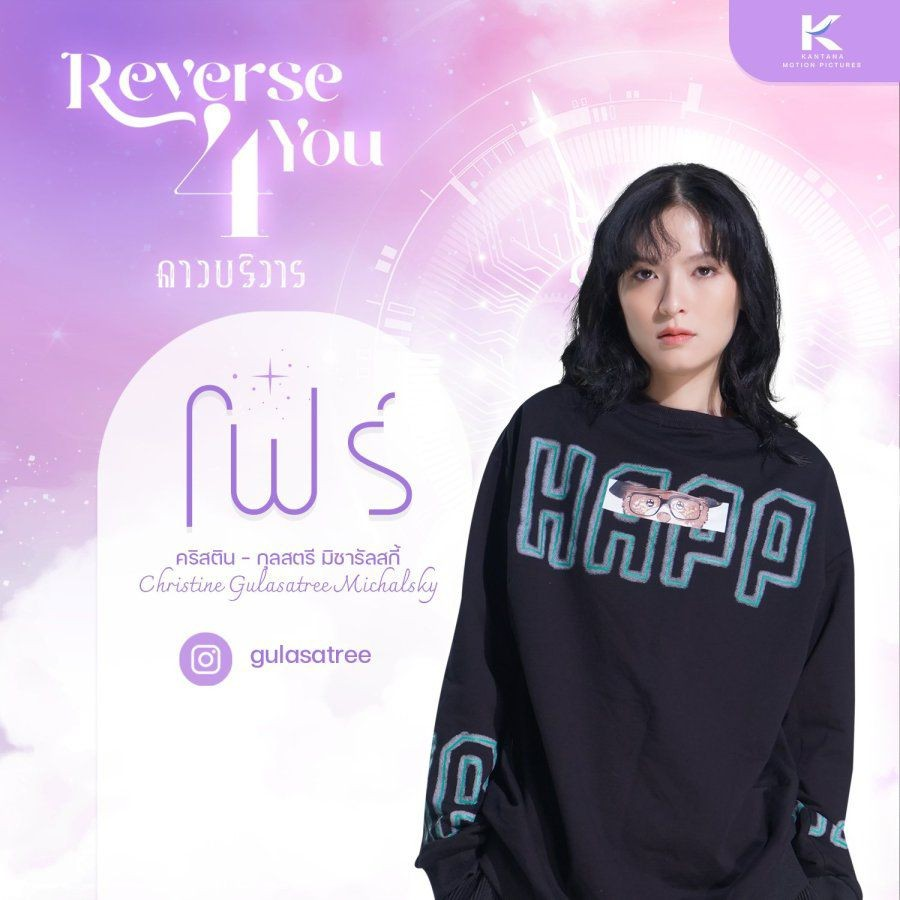 Reverse
4 You
ดาวบริวาร
K
KANTANA
MOTION PICTURES
โฟร์
คริสติน - กุลสตรี มิชารัลสกี้
Christine Gulasatree Michalsky
gulasatree
HAPP